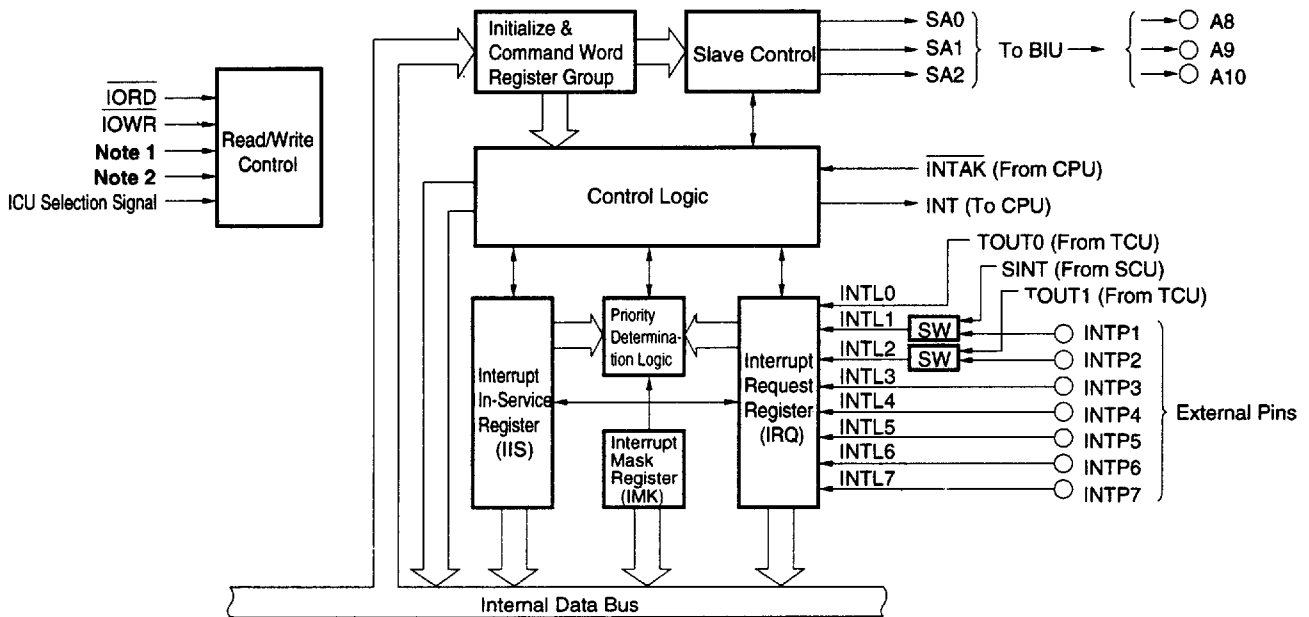 Initialize &
Command Word
Register Group
Slave Control
SA0
SA1
SA2
To BIU
A8
A9
A10
IORD
IOWR
Note 1
Note 2
ICU Selection Signal
Read/Write
Control
Control Logic
INTAK (From CPU)
INT (To CPU)
TOUT0 (From TCU)
SINT (From SCU)
TOUT1 (From TCU)
INTL0
INTL1
INTL2
INTL3
INTL4
INTL5
INTL6
INTL7
SW
SW
INTP1
INTP2
INTP3
INTP4
INTP5
INTP6
INTP7
External Pins
Interrupt
In-Service
Register
(IIS)
Priority
Determina-
tion Logic
Interrupt
Mask
Register
(IMK)
Interrupt
Request
Register
(IRQ)
Internal Data Bus